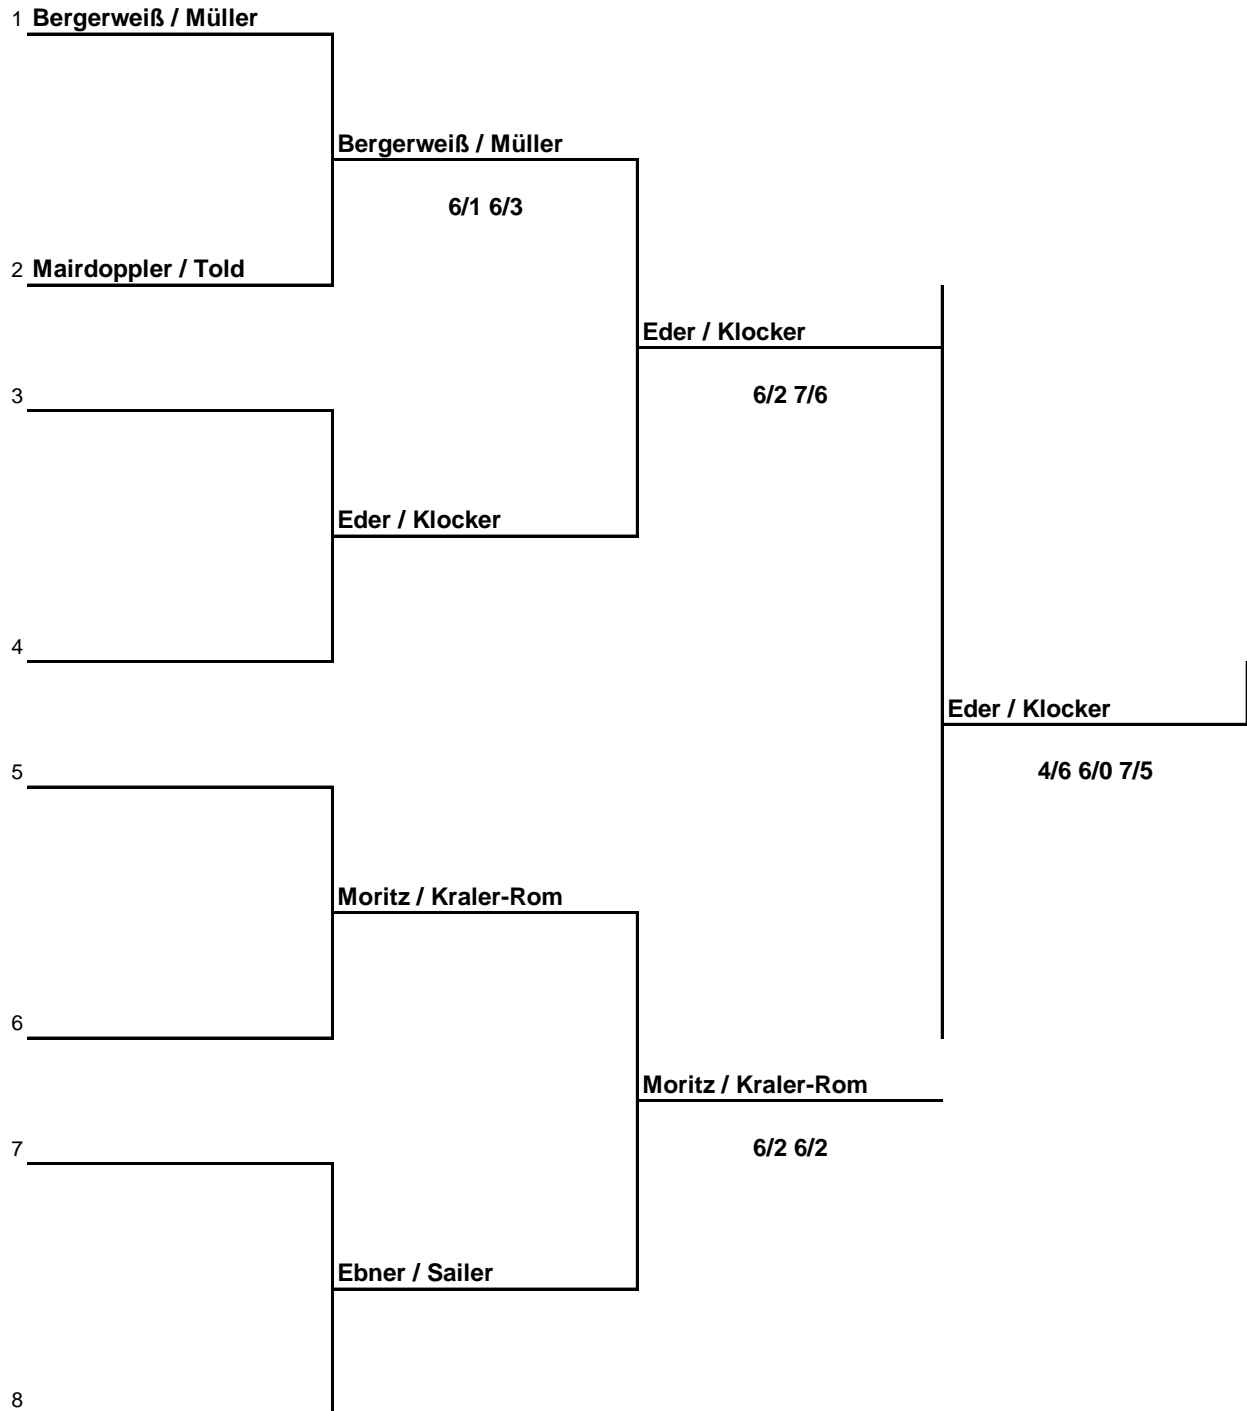 1 Bergerweiß / Müller
Bergerweiß / Müller
6/1 6/3
2 Mairdoppler / Told
Eder / Klocker
3
6/2 7/6
Eder / Klocker
4
Eder / Klocker
5
4/6 6/0 7/5
Moritz / Kraler-Rom
6
Moritz / Kraler-Rom
7
6/2 6/2
Ebner / Sailer
8